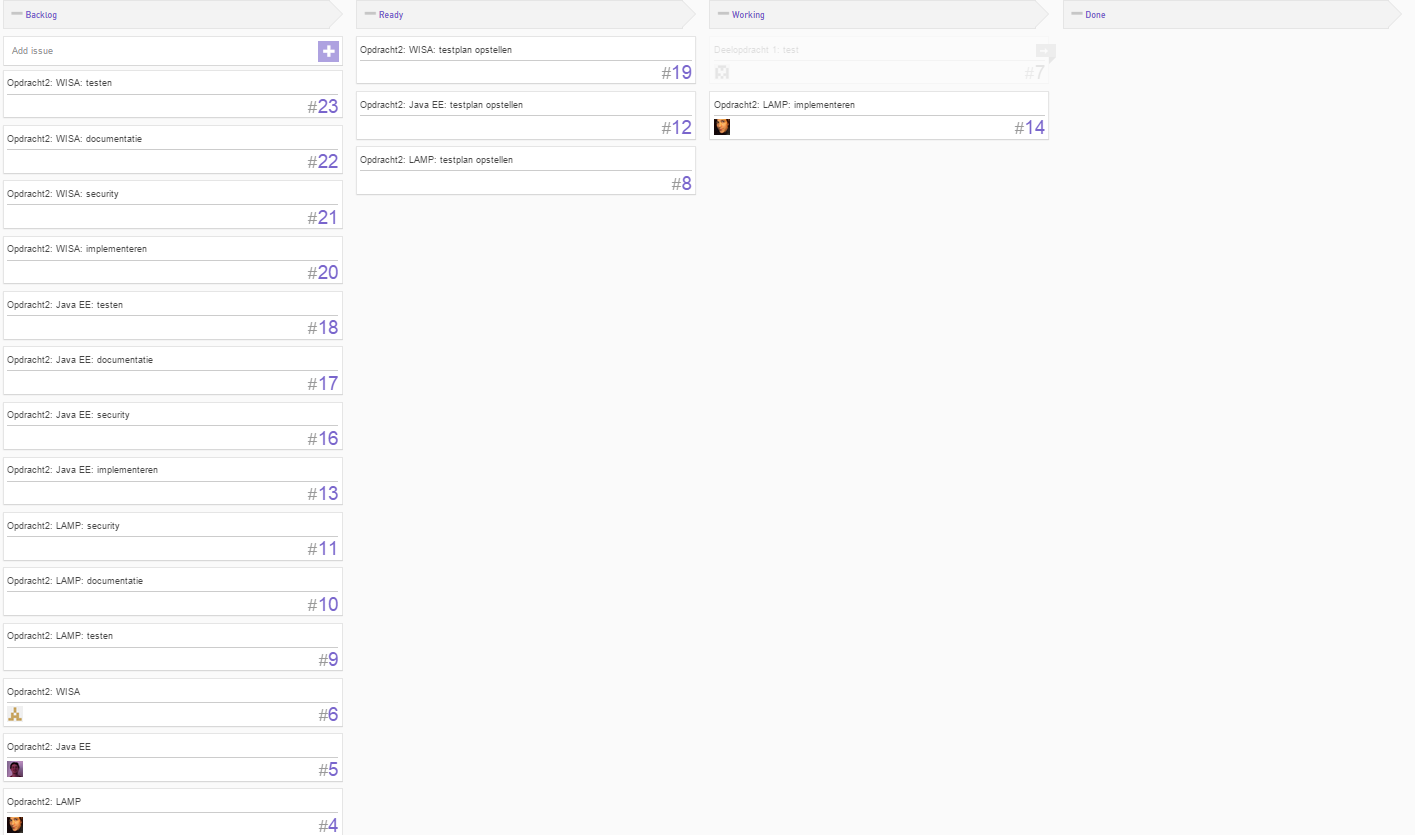 Backlog
Add issue
Opdracht2: WISA: testen
#23
Opdracht2: WISA: documentatie
#22
Opdracht2: WISA: security
#21
Opdracht2: WISA: implementeren
#20
Opdracht2: Java EE: testen
#18
Opdracht2: Java EE: documentatie
#17
Opdracht2: Java EE: security
#16
Opdracht2: Java EE: implementeren
#13
Opdracht2: LAMP: security
#11
Opdracht2: LAMP: documentatie
#10
Opdracht2: LAMP: testen
#9
Opdracht2: WISA
#6
Opdracht2: Java EE
#5
Opdracht2: LAMP
#4
Ready
Opdracht2: WISA: testplan opstellen
#19
Opdracht2: Java EE: testplan opstellen
#12
Opdracht2: LAMP: testplan opstellen
#8
Working
Deelopdracht 1: test
#7
Opdracht2: LAMP: implementeren
#14
Done